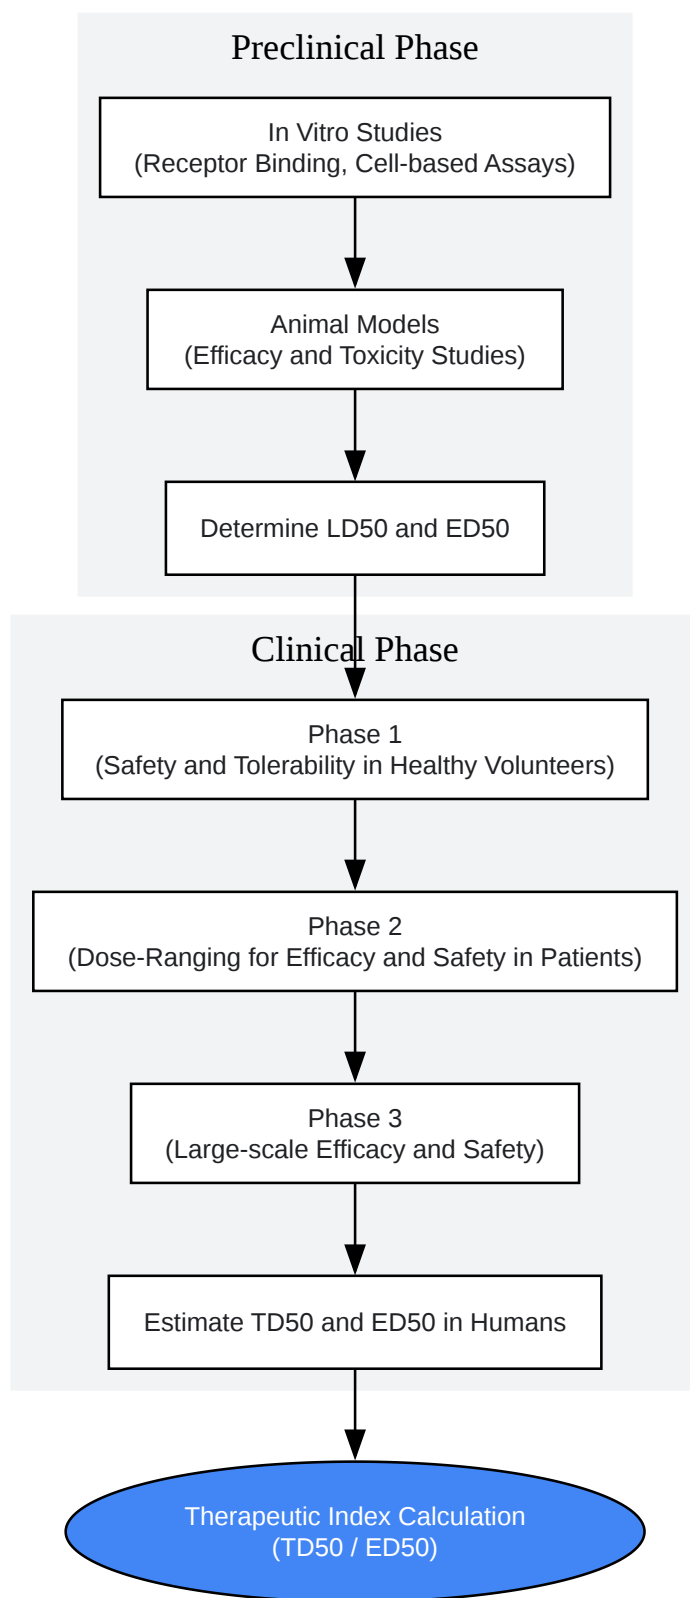 Preclinical Phase
In Vitro Studies
(Receptor Binding, Cell-based Assays)
Animal Models
(Efficacy and Toxicity Studies)
Determine LD50 and ED50
Clinical Phase
Phase 1
(Safety and Tolerability in Healthy Volunteers)
Phase 2
(Dose-Ranging for Efficacy and Safety in Patients)
Phase 3
(Large-scale Efficacy and Safety)
Estimate TD50 and ED50 in Humans
Therapeutic Index Calculation
(TD50 / ED50)